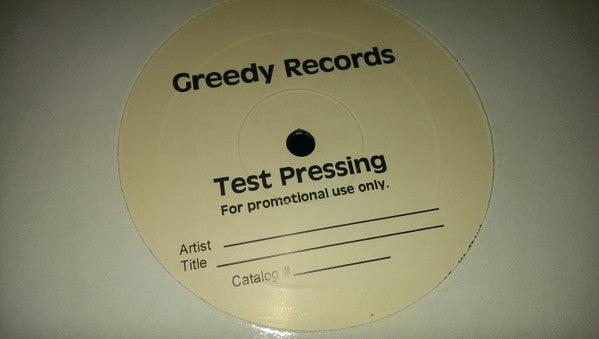 Greedy Records
Test Pressing
For promotional use only.
Artist
Title
Catalog #